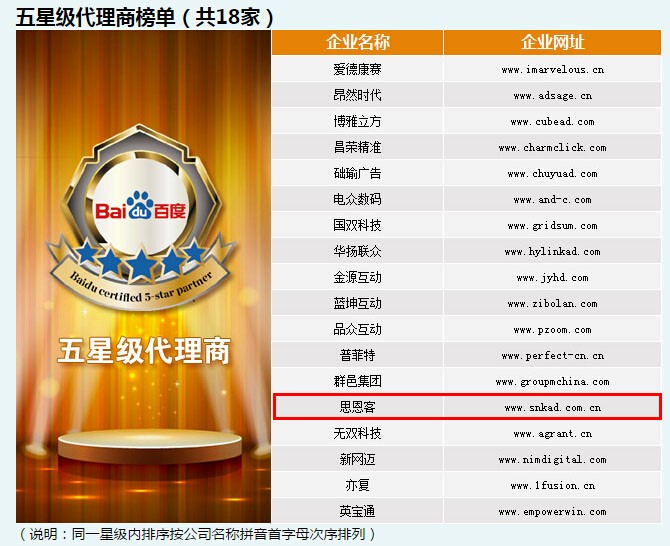 五星级代理商榜单（共18家）
Bai du 百度
Baidu certified 5-star partner
五星级代理商
企业名称 企业网址
爱德康赛 www.imarvelous.cn
昂然时代 www.adsage.cn
博雅立方 www.cubead.com
昌荣精准 www.charmclick.com
础瑜广告 www.chuyuad.com
电众数码 www.and-c.com
国双科技 www.gridsum.com
华扬联众 www.hylinkad.com
金源互动 www.jyhd.com
蓝坤互动 www.zibolan.com
品众互动 www.pzoom.com
普菲特 www.perfect-cn.cn
群邑集团 www.groupmchina.com
思恩客 www.snkad.com.cn
无双科技 www.agrant.cn
新网迈 www.nimdigital.com
亦复 www.1fusion.cn
英宝通 www.empowerwin.com
（说明：同一星级内排序按公司名称拼音首字母次序排列）